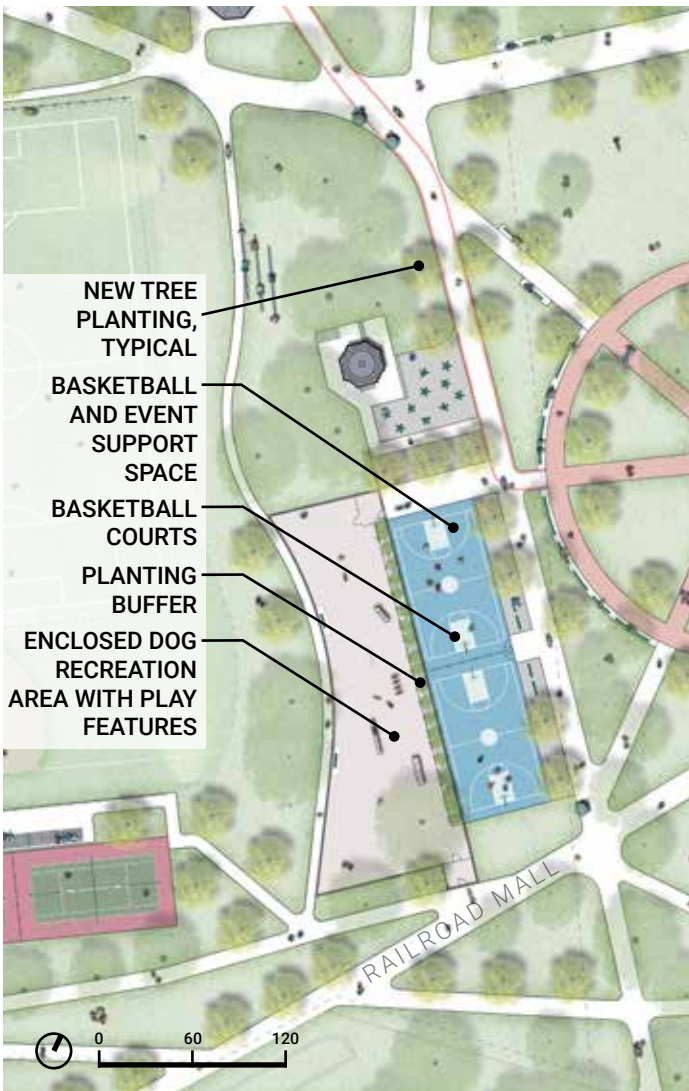 NEW TREE
PLANTING,
TYPICAL
BASKETBALL
AND EVENT
SUPPORT
SPACE
BASKETBALL
COURTS
PLANTING
BUFFER
ENCLOSED DOG
RECREATION
AREA WITH PLAY
FEATURES
RAILROAD MALL
0 60 120